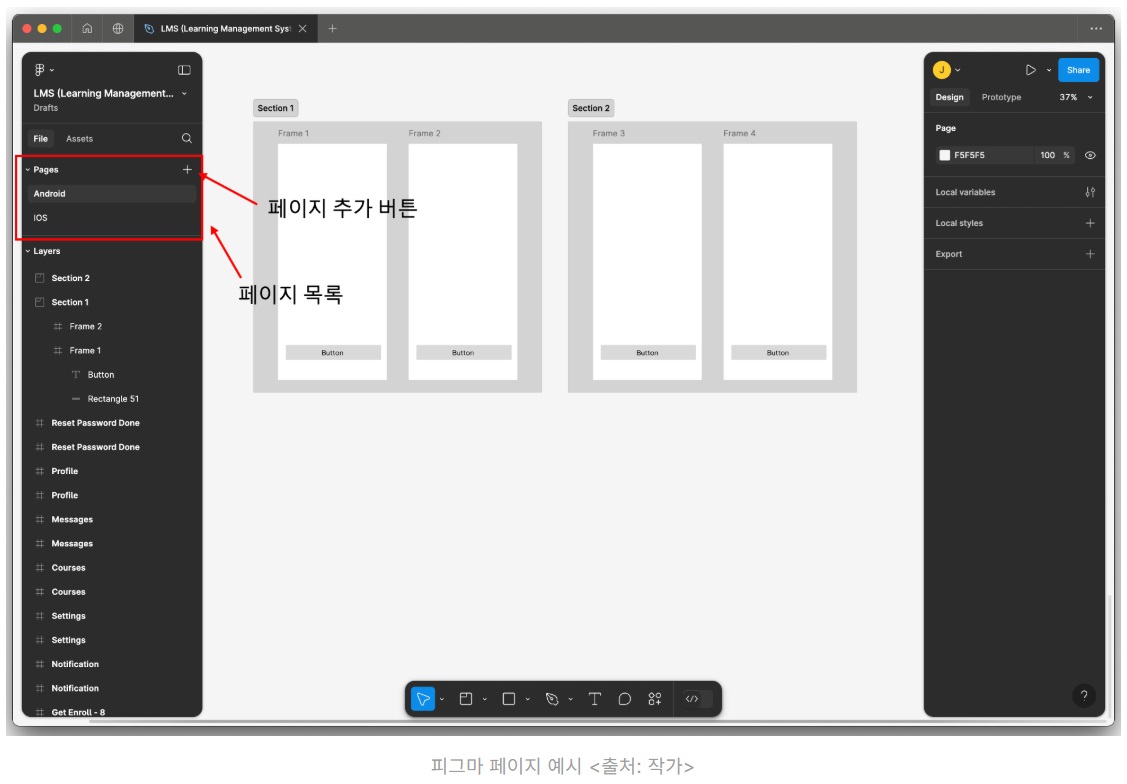 LMS (Learning Management Syst
LMS (Learning Management...
Drafts
File
Assets
Pages
Android
IOS
Layers
Section 2
Section 1
Frame 2
Frame 1
Button
Rectangle 51
Reset Password Done
Reset Password Done
Profile
Profile
Messages
Messages
Courses
Courses
Settings
Settings
Notification
Notification
Get Enroll - 8
Section 1
Frame 1
Frame 2
Button
Button
페이지 추가 버튼
페이지 목록
Section 2
Frame 3
Frame 4
Button
Button
J
Share
Design
Prototype
37%
Page
F5F5F5
100 %
Local variables
Local styles
Export
?
피그마 페이지 예시 <출처: 작가>